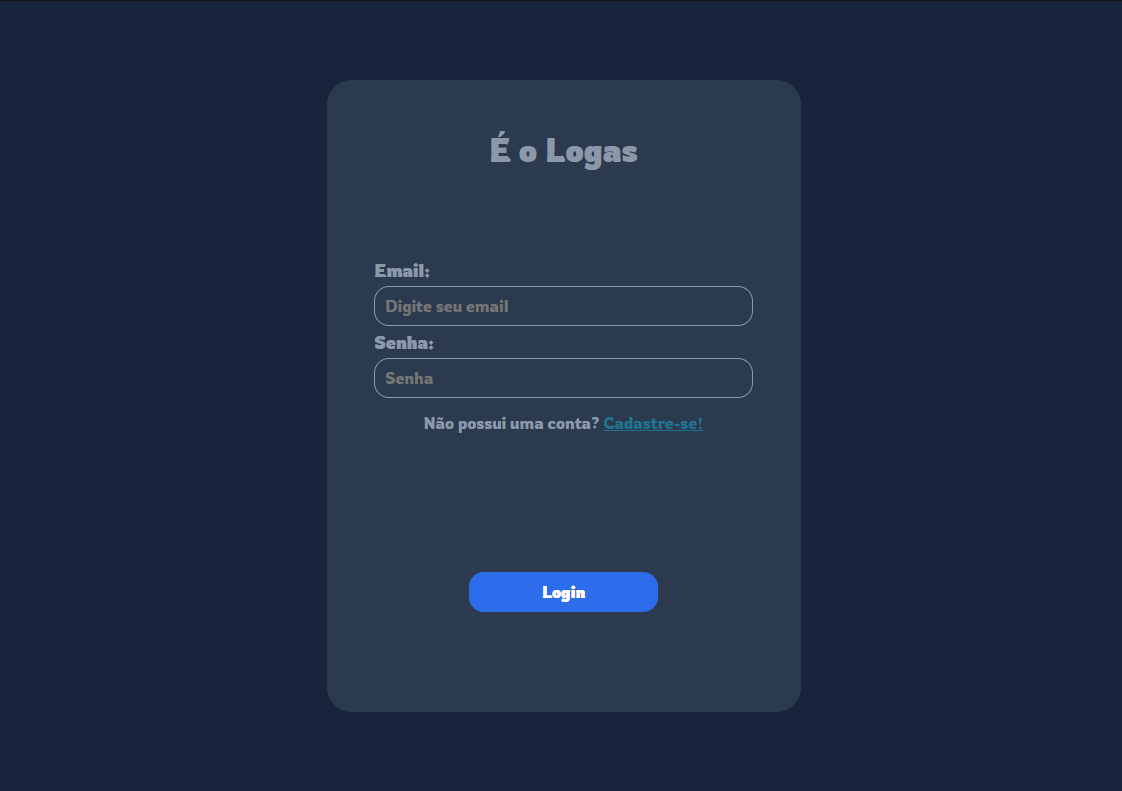 É o Logas
Email:
Digite seu email
Senha:
Senha
Não possui uma conta? Cadastre-se!
Login